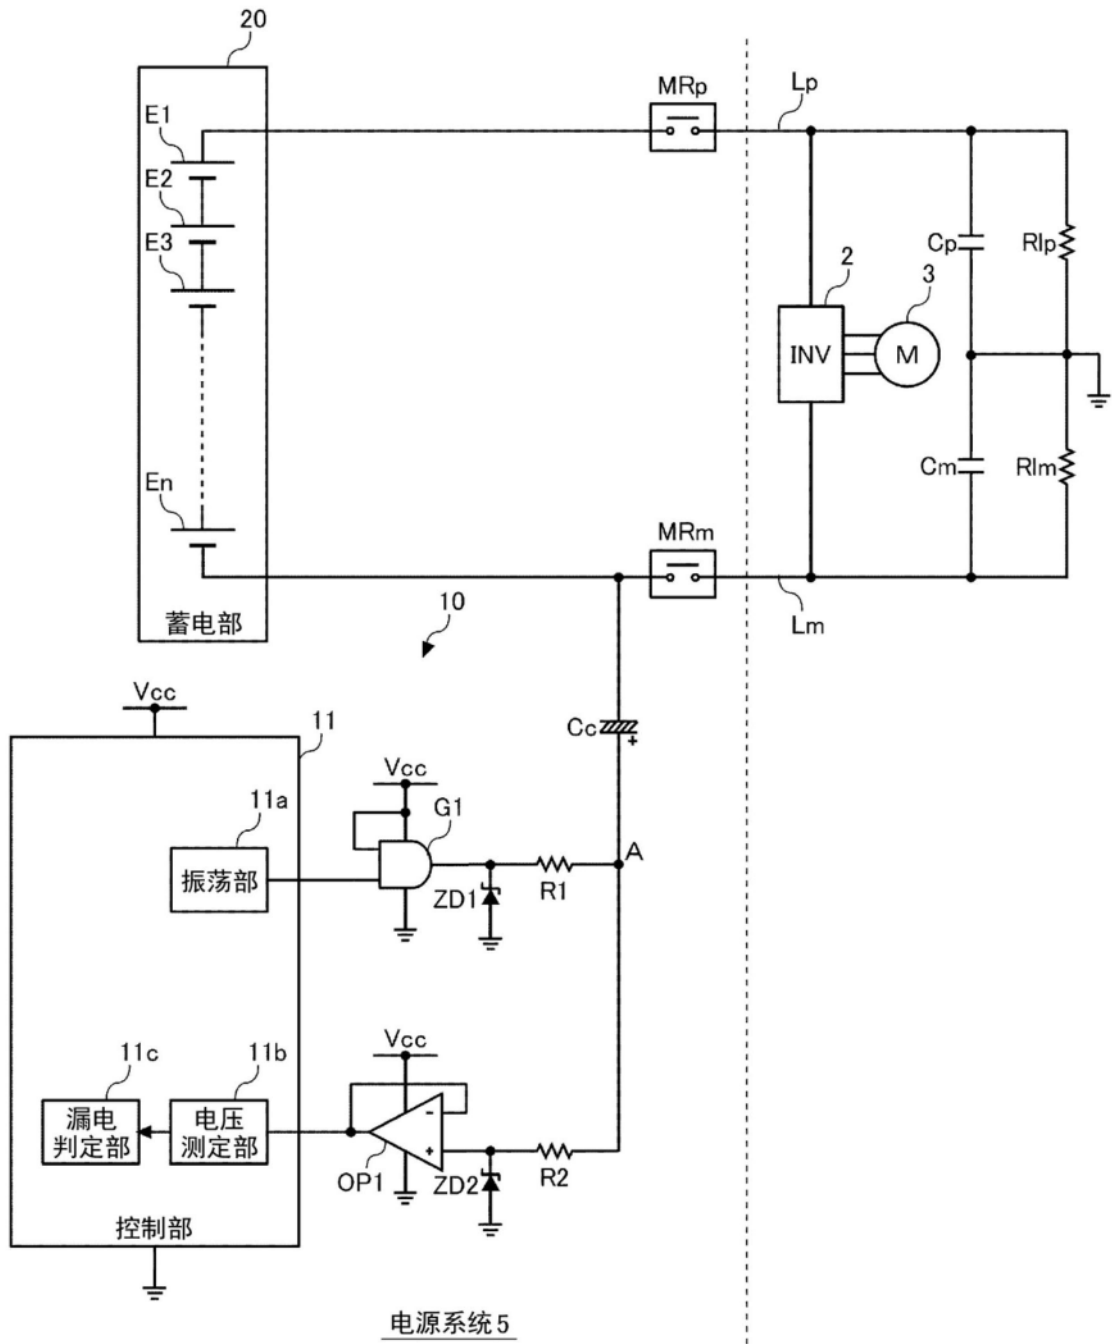 20
MRp
Lp
E1
E2
E3
En
2
3
INV
M
Cp
Rlp
Cm
Rlm
MRm
Lm
蓄电部
10
Vcc
11
Cc
+
Vcc
11a
G1
振荡部
A
ZD1
R1
Vcc
11c
11b
漏电
判定部
电压
测定部
-
+
OP1
ZD2
R2
控制部
电源系统5